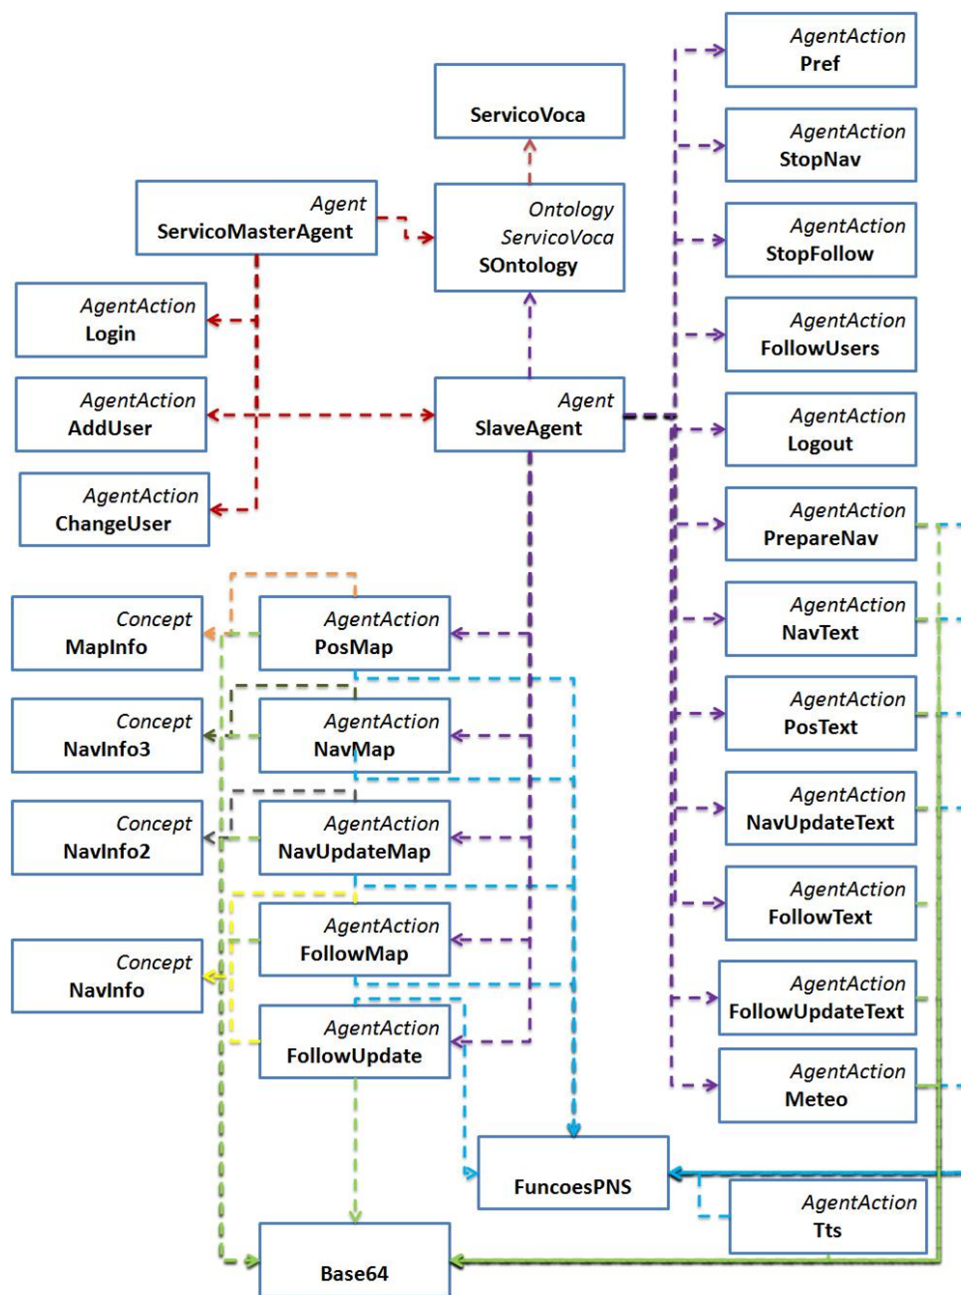 AgentAction
Pref
ServicoVoca
AgentAction
StopNav
Agent
ServicoMasterAgent
Ontology
ServicoVoca
SOntology
AgentAction
StopFollow
AgentAction
Login
AgentAction
FollowUsers
AgentAction
AddUser
Agent
SlaveAgent
AgentAction
Logout
AgentAction
ChangeUser
AgentAction
PrepareNav
Concept
MapInfo
AgentAction
PosMap
AgentAction
NavText
Concept
NavInfo3
AgentAction
NavMap
AgentAction
PosText
Concept
NavInfo2
AgentAction
NavUpdateMap
AgentAction
NavUpdateText
AgentAction
FollowMap
AgentAction
FollowText
Concept
NavInfo
AgentAction
FollowUpdate
AgentAction
FollowUpdateText
AgentAction
Meteo
FuncoesPNS
AgentAction
Tts
Base64